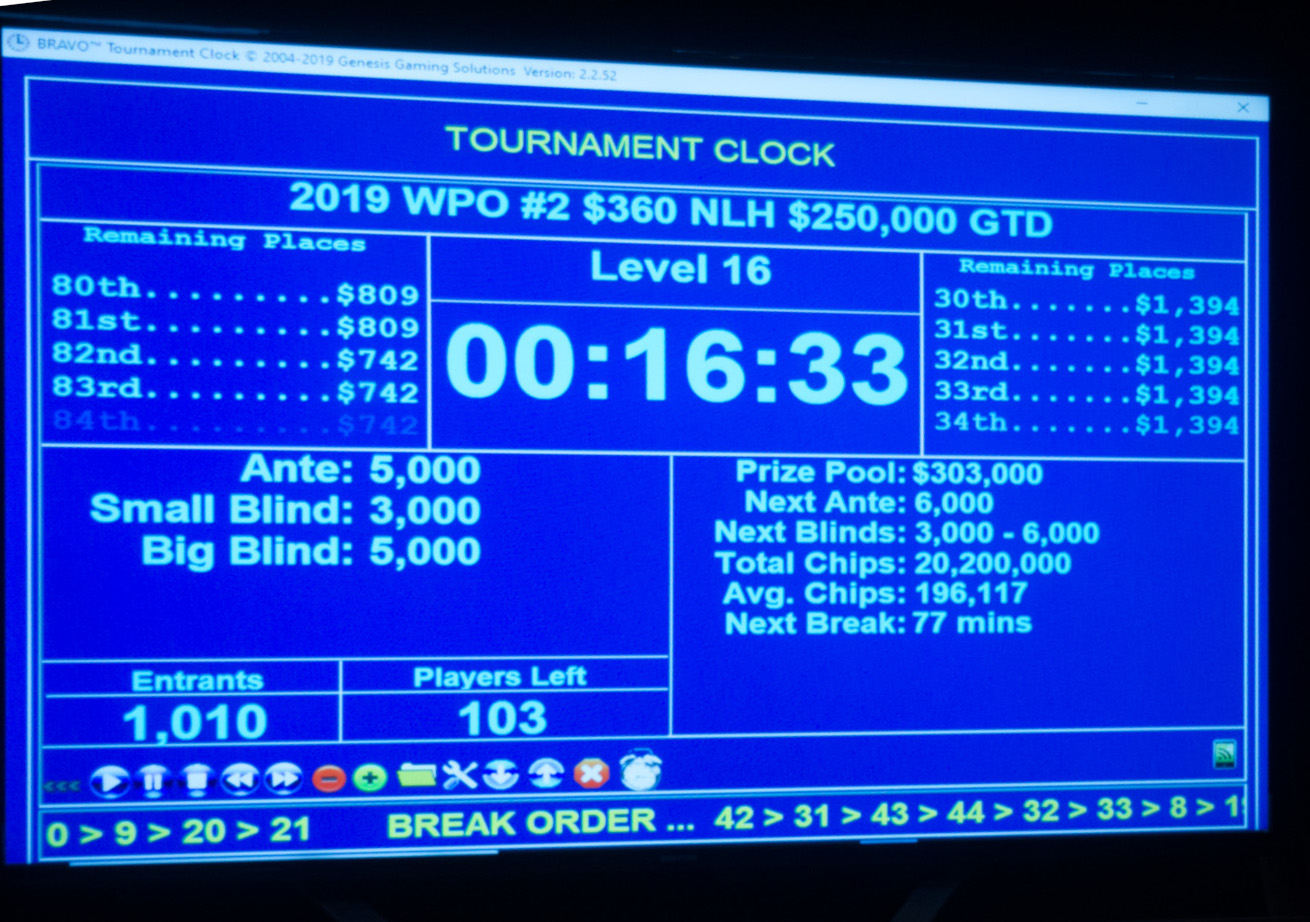 BRAVO™ Tournament Clock © 2004-2019 Genesis Gaming Solutions Version: 2.2.52
TOURNAMENT CLOCK
2019 WPO #2 $360 NLH $250,000 GTD
Remaining Places
80th.........$809
81st.........$809
82nd.........$742
83rd.........$742
84th.........$742
Level 16
00:16:33
Remaining Places
30th.......$1,394
31st.......$1,394
32nd.......$1,394
33rd.......$1,394
34th.......$1,394
Ante: 5,000
Small Blind: 3,000
Big Blind: 5,000
Prize Pool: $303,000
Next Ante: 6,000
Next Blinds: 3,000 - 6,000
Total Chips: 20,200,000
Avg. Chips: 196,117
Next Break: 77 mins
Entrants
1,010
Players Left
103
<<<
0 > 9 > 20 > 21 BREAK ORDER ... 42 > 31 > 43 > 44 > 32 > 33 > 8 > 1